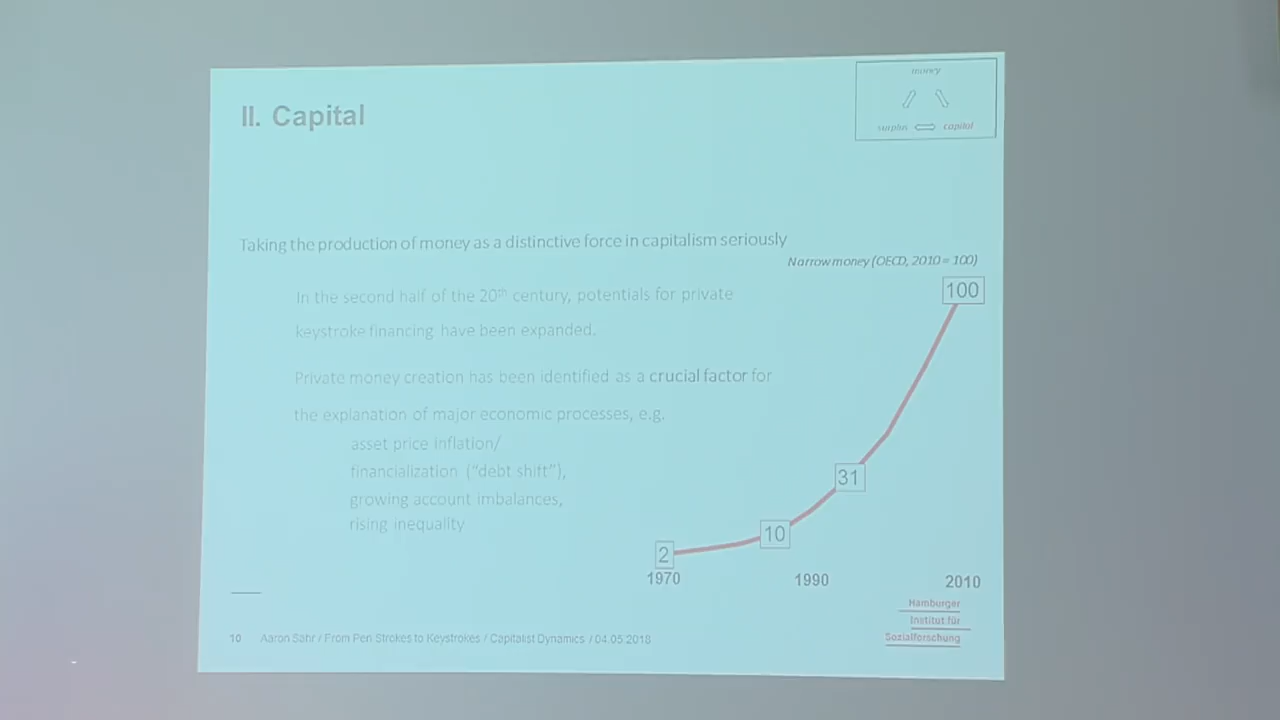 money
surplus
capital
II. Capital
Taking the production of money as a distinctive force in capitalism seriously
Narrow money (OECD, 2010 = 100)
In the second half of the 20th century, potentials for private
keystroke financing have been expanded.
Private money creation has been identified as a crucial factor for
the explanation of major economic processes, e.g.
asset price inflation/
financialization ("debt shift"),
growing account imbalances,
rising inequality
100
31
10
2
1970
1990
2010
Hamburger
Institut für
Sozialforschung
10 Aaron Sahr / From Pen Strokes to Keystrokes / Capitalist Dynamics / 04.05.2018